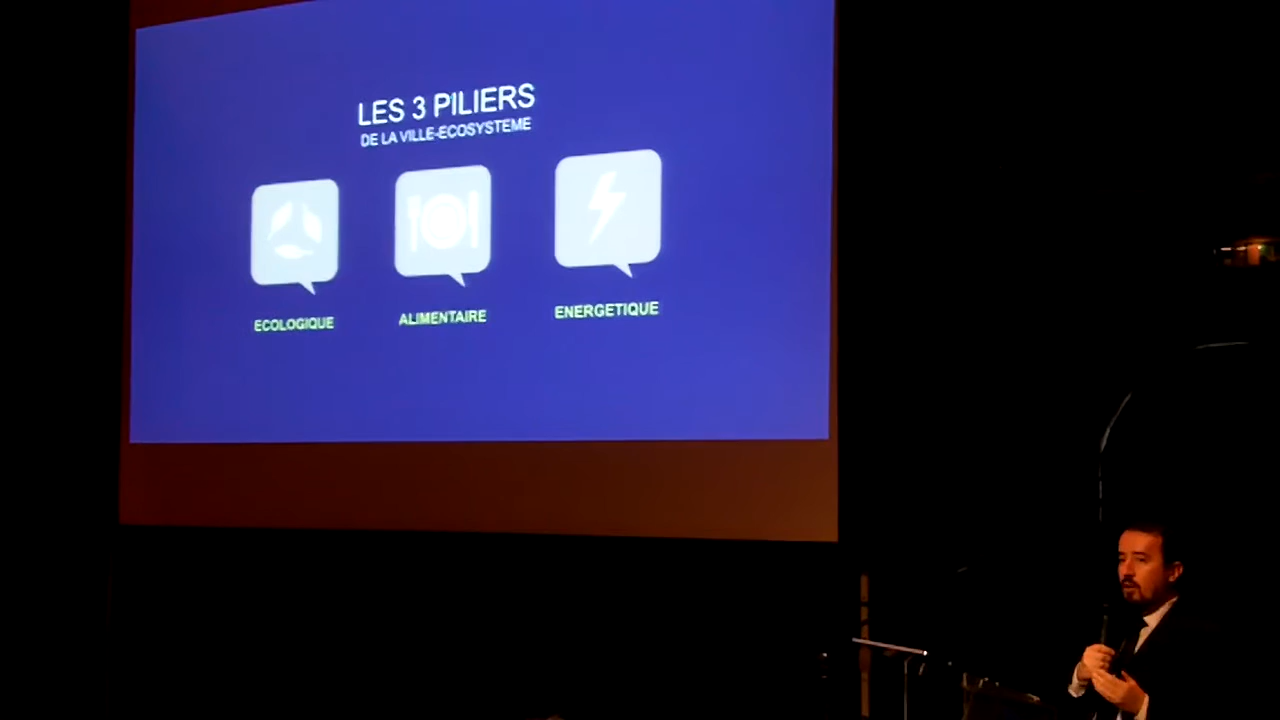 LES 3 PILIERS
DE LA VILLE-ECOSYSTEME
ECOLOGIQUE
ALIMENTAIRE
ENERGETIQUE